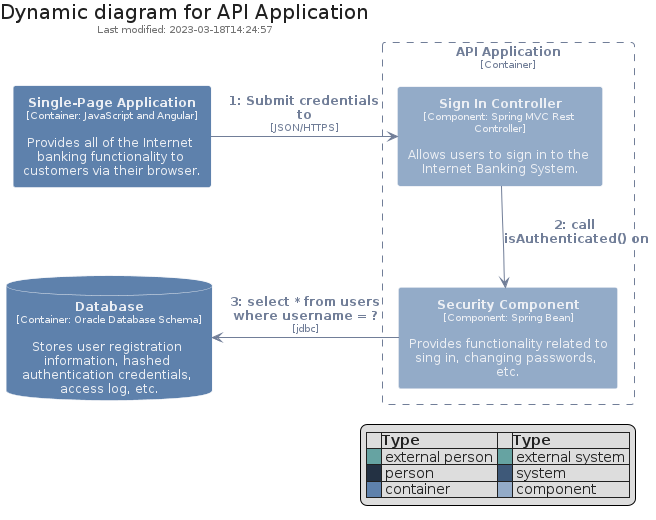 Dynamic diagram for API Application
Last modified: 2023-03-18T14:24:57
API Application
[Container]
Single-Page Application
[Container: JavaScript and Angular]
Provides all of the Internet
banking functionality to
customers via their browser.
1: Submit credentials
to
[JSON/HTTPS]
Sign In Controller
[Component: Spring MVC Rest
Controller]
Allows users to sign in to the
Internet Banking System.
2: call
isAuthenticated() on
Database
[Container: Oracle Database Schema]
Stores user registration
information, hashed
authentication credentials,
access log, etc.
3: select * from users
where username = ?
[jdbc]
Security Component
[Component: Spring Bean]
Provides functionality related to
sing in, changing passwords,
etc.
Type Type
external person external system
person system
container component